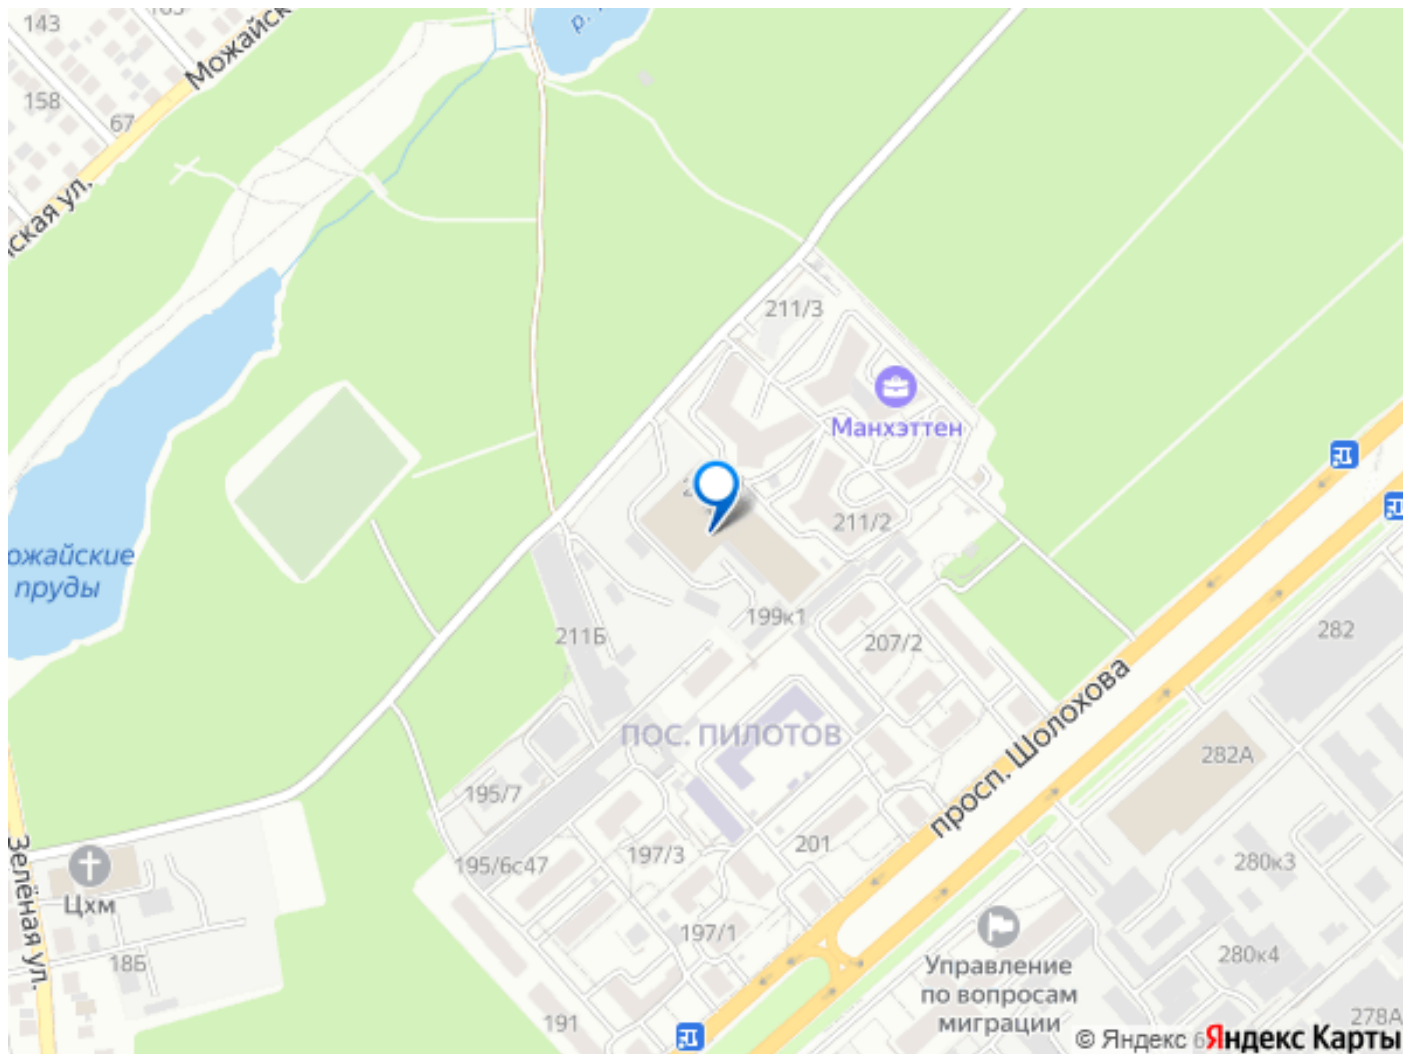 143
Можайск
158
67
ская ул.
211/3
Манхэттен
211/2
ожайские
пруды
199к1
211Б
207/2
282
ПОС. ПИЛОТОВ
просп. Шолохова
282А
195/7
201
197/3
195/6с47
280к3
Зелёная ул.
Цхм
197/1
18Б
280к4
Управление
по вопросам
миграции
191
278А
© Яндекс Яндекс Карты